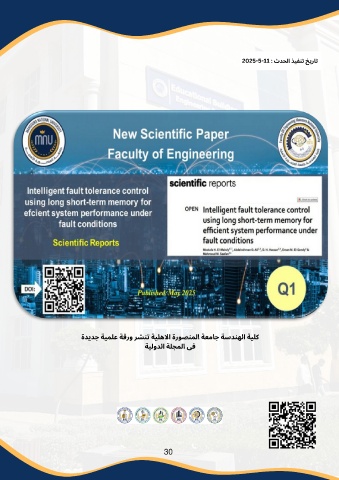 تاريخ تنفيذ الحدث : 11-5-2025
MNU
New Scientific Paper
Faculty of Engineering
Intelligent fault tolerance control
using long short-term memory for
efcient system performance under
fault conditions
Scientific Reports
scientific reports
OPEN
Intelligent fault tolerance control
using long short-term memory for
efficient system performance under
fault conditions
DOI:
Published: May 2025
Q1
كلية الهندسة جامعة المنصورة الاهلية تنشر ورقة علمية جديدة
في المجلة الدولية
30